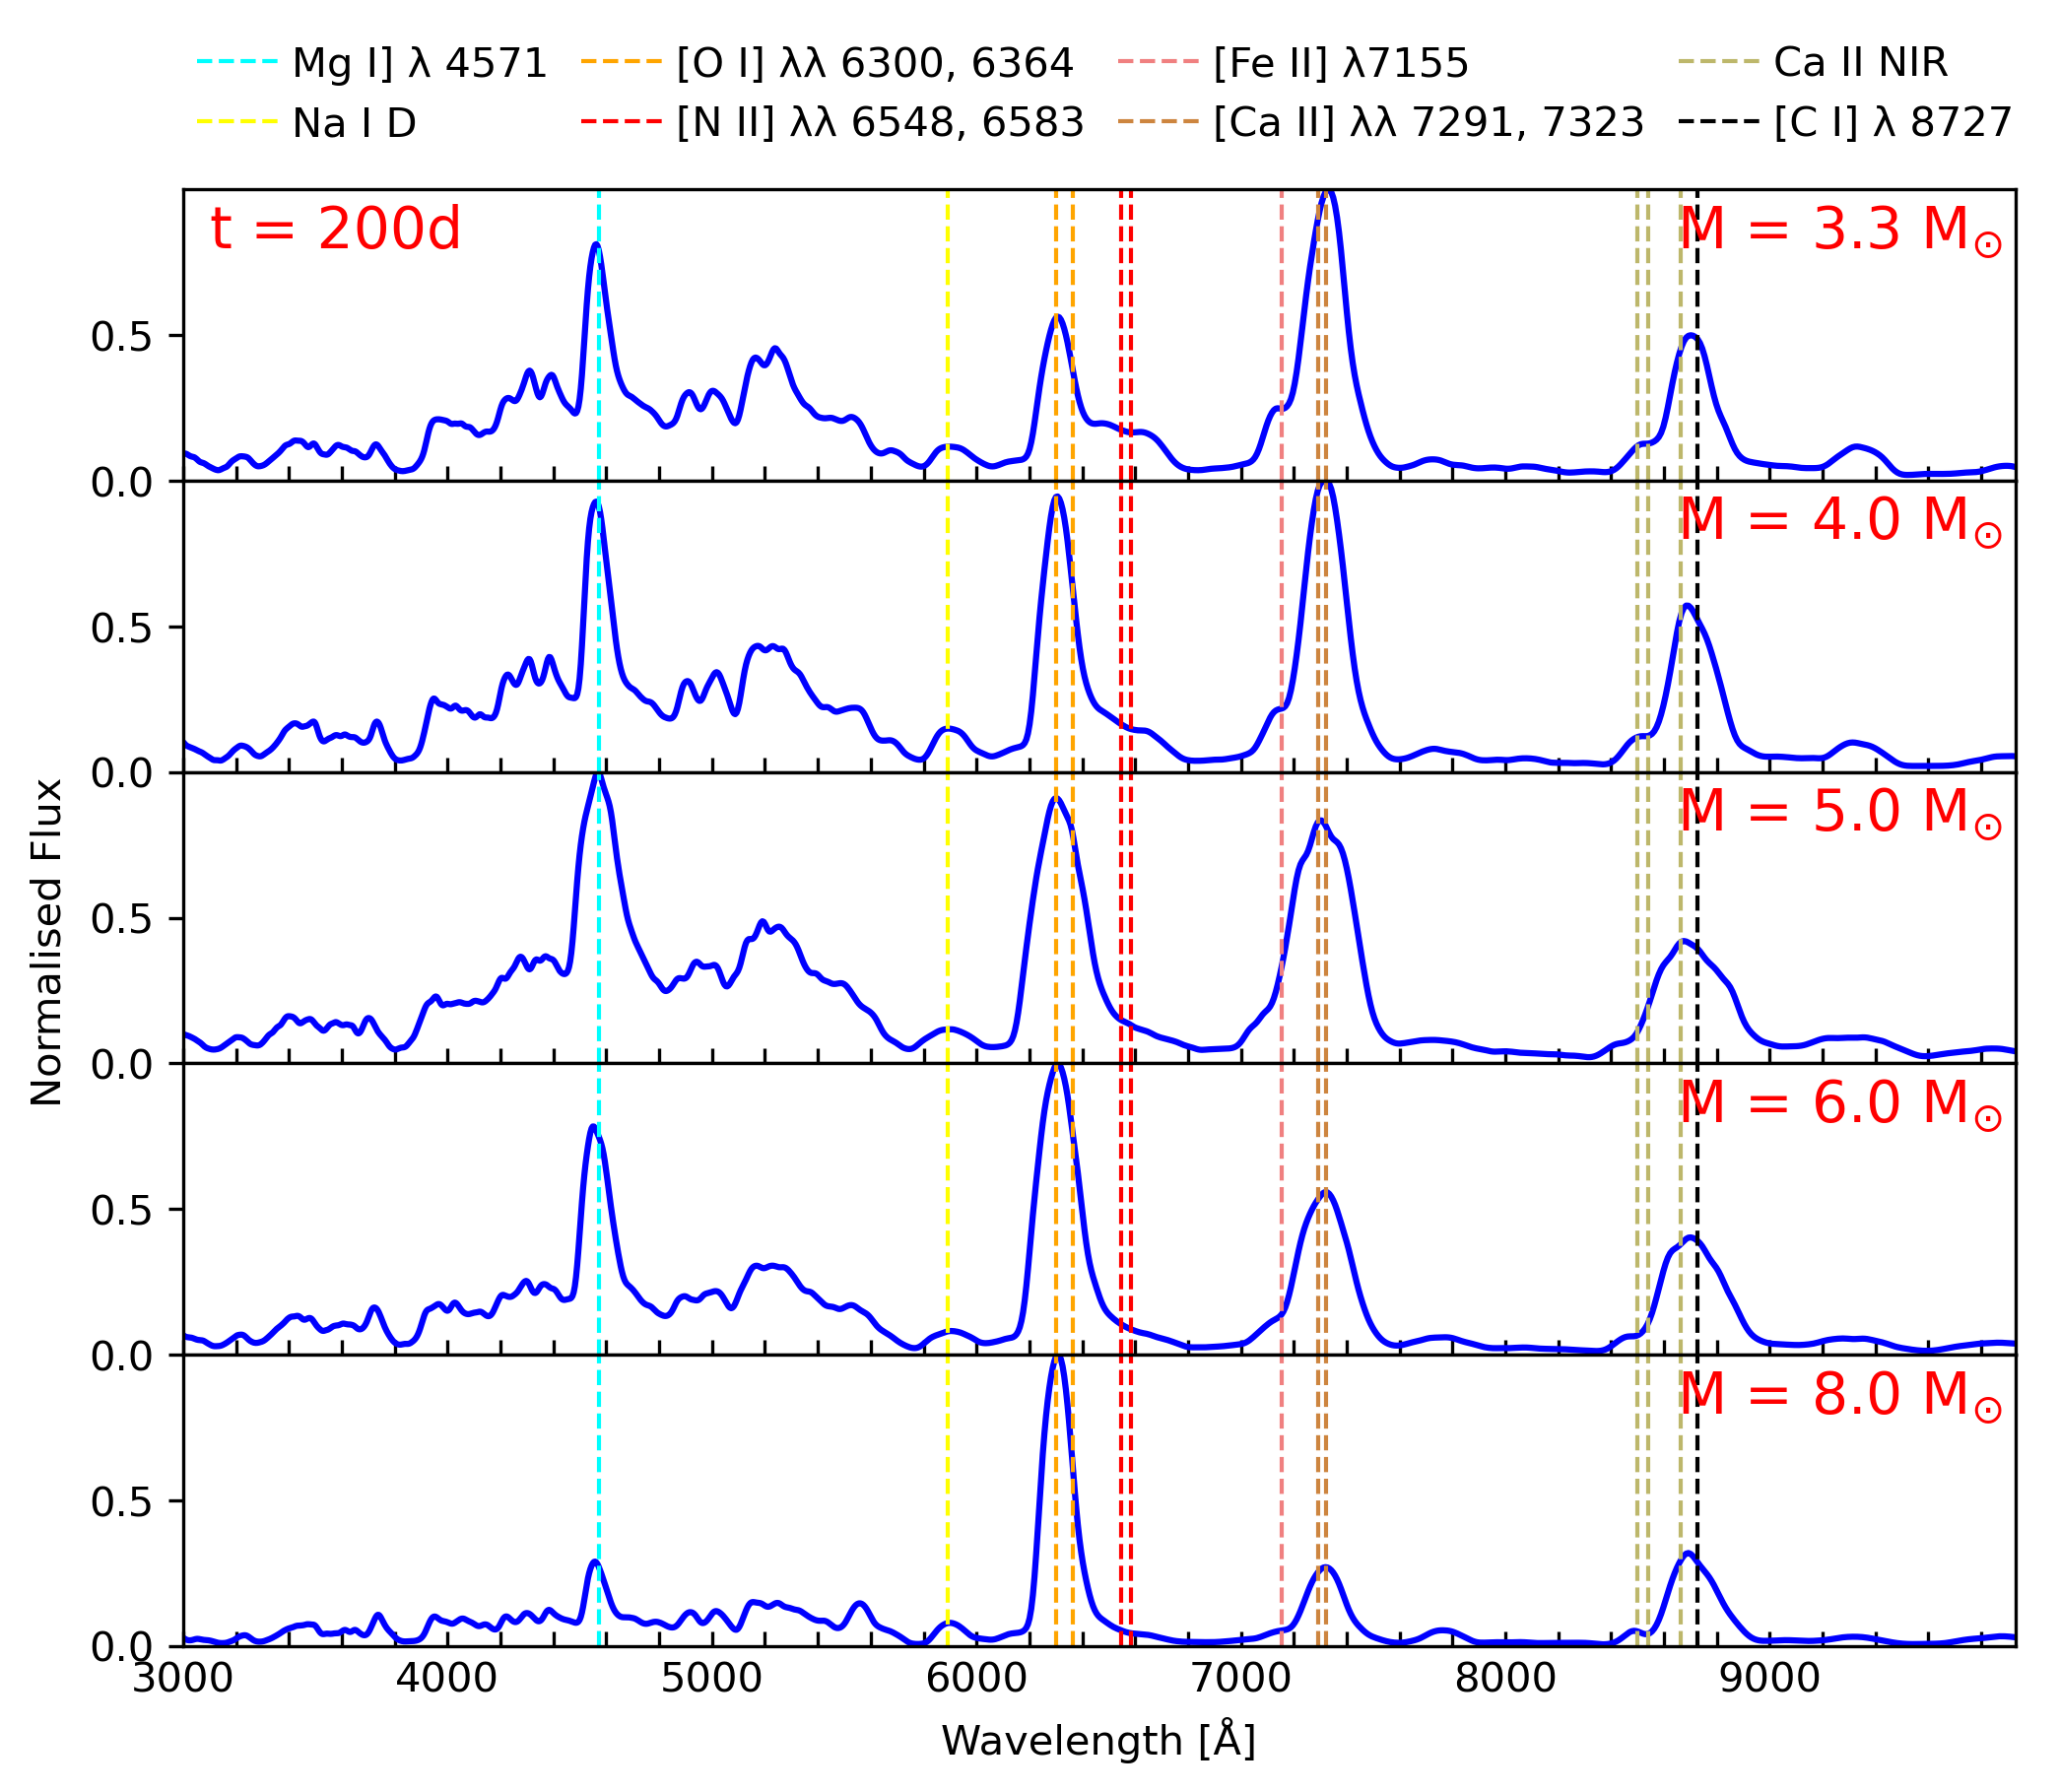 Mg I] λ 4571 [O I] λλ 6300, 6364 [Fe II] λ7155 Ca II NIR
Na I D [N II] λλ 6548, 6583 [Ca II] λλ 7291, 7323 [C I] λ 8727
t = 200d M = 3.3 M⊙
0.5
0.0
M = 4.0 M⊙
0.5
0.0
M = 5.0 M⊙
0.5
0.0
M = 6.0 M⊙
0.5
0.0
M = 8.0 M⊙
0.5
0.0
Normalised Flux
3000 4000 5000 6000 7000 8000 9000
Wavelength [Å]